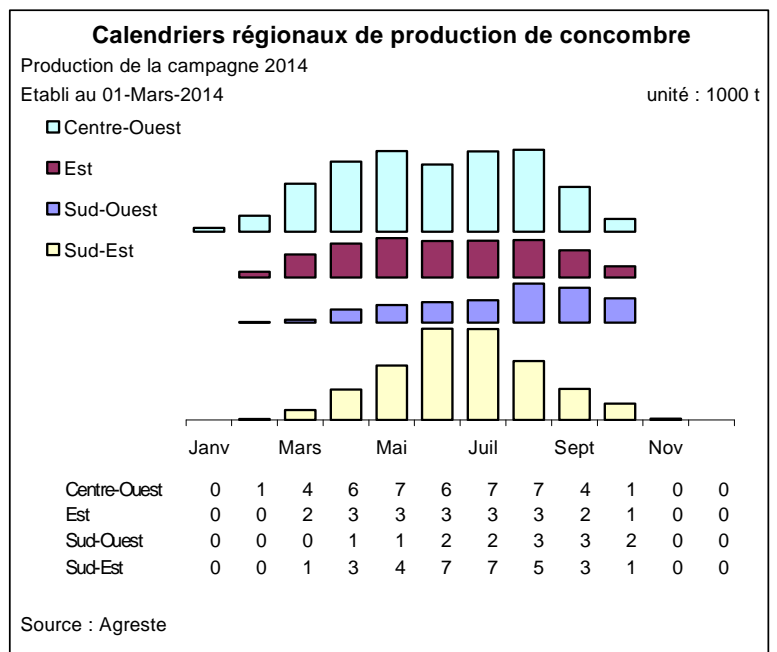 Calendriers régionaux de production de concombre
Production de la campagne 2014
Etabli au 01-Mars-2014 unité : 1000 t
Centre-Ouest
Est
Sud-Ouest
Sud-Est
Janv Mars Mai Juil Sept Nov
Centre-Ouest 0 1 4 6 7 6 7 7 4 1 0 0
Est 0 0 2 3 3 3 3 3 2 1 0 0
Sud-Ouest 0 0 0 1 1 2 2 3 3 2 0 0
Sud-Est 0 0 1 3 4 7 7 5 3 1 0 0
Source : Agreste